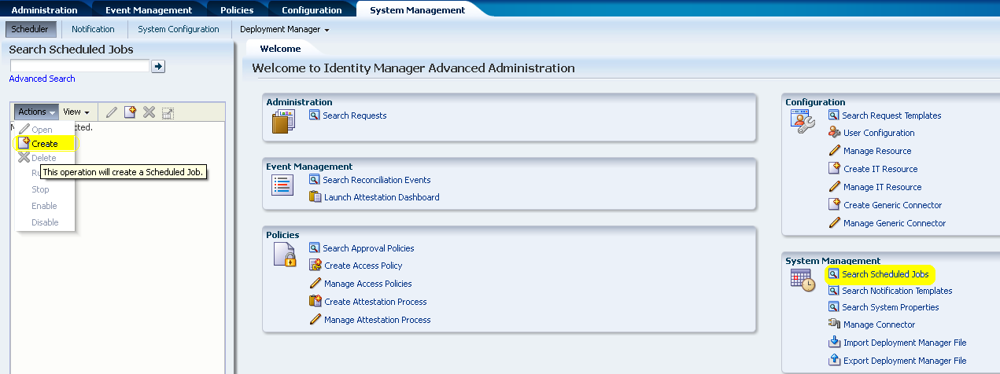 Administration
Event Management
Policies
Configuration
System Management
Scheduler
Notification
System Configuration
Deployment Manager
Search Scheduled Jobs
Advanced Search
Actions
View
cted.
Open
Create
Delete
This operation will create a Scheduled Job.
Stop
Enable
Disable
Welcome
Welcome to Identity Manager Advanced Administration
Administration
Search Requests
Event Management
Search Reconciliation Events
Launch Attestation Dashboard
Policies
Search Approval Policies
Create Access Policy
Manage Access Policies
Create Attestation Process
Manage Attestation Process
Configuration
Search Request Templates
User Configuration
Manage Resource
Create IT Resource
Manage IT Resource
Create Generic Connector
Manage Generic Connector
System Management
Search Scheduled Jobs
Search Notification Templates
Search System Properties
Manage Connector
Import Deployment Manager File
Export Deployment Manager File